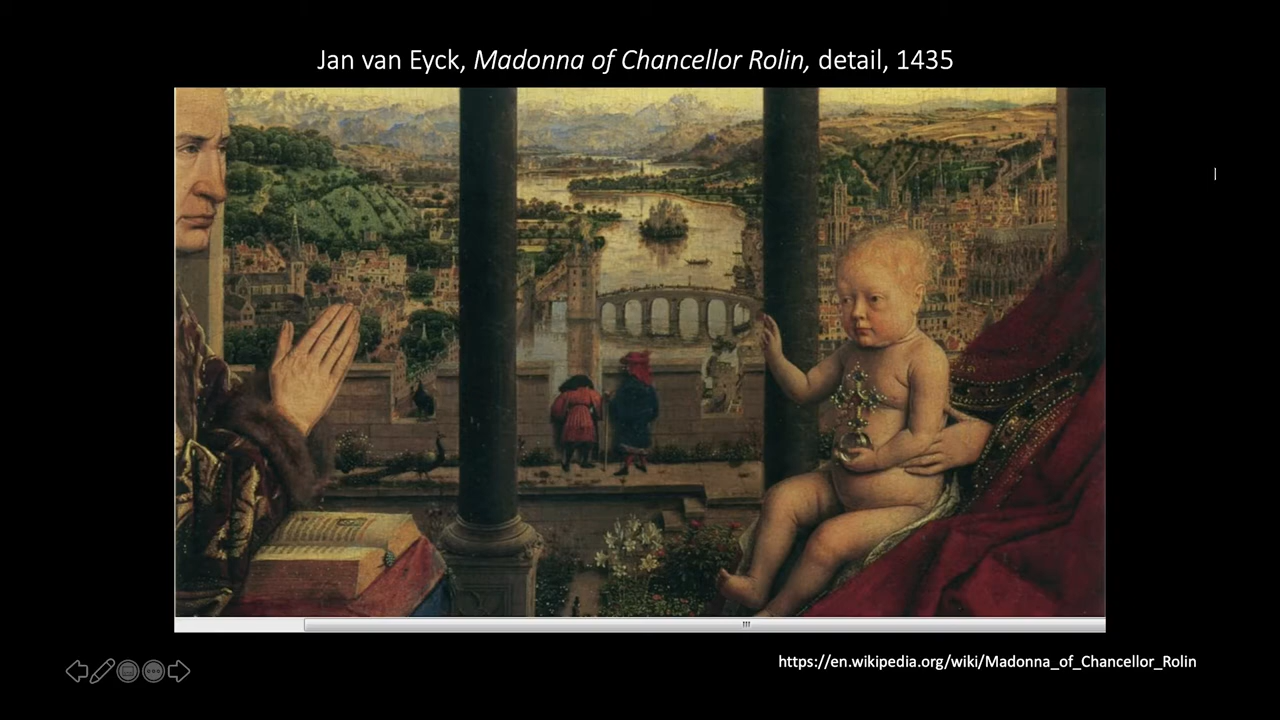 Jan van Eyck, Madonna of Chancellor Rolin, detail, 1435
https://en.wikipedia.org/wiki/Madonna_of_Chancellor_Rolin